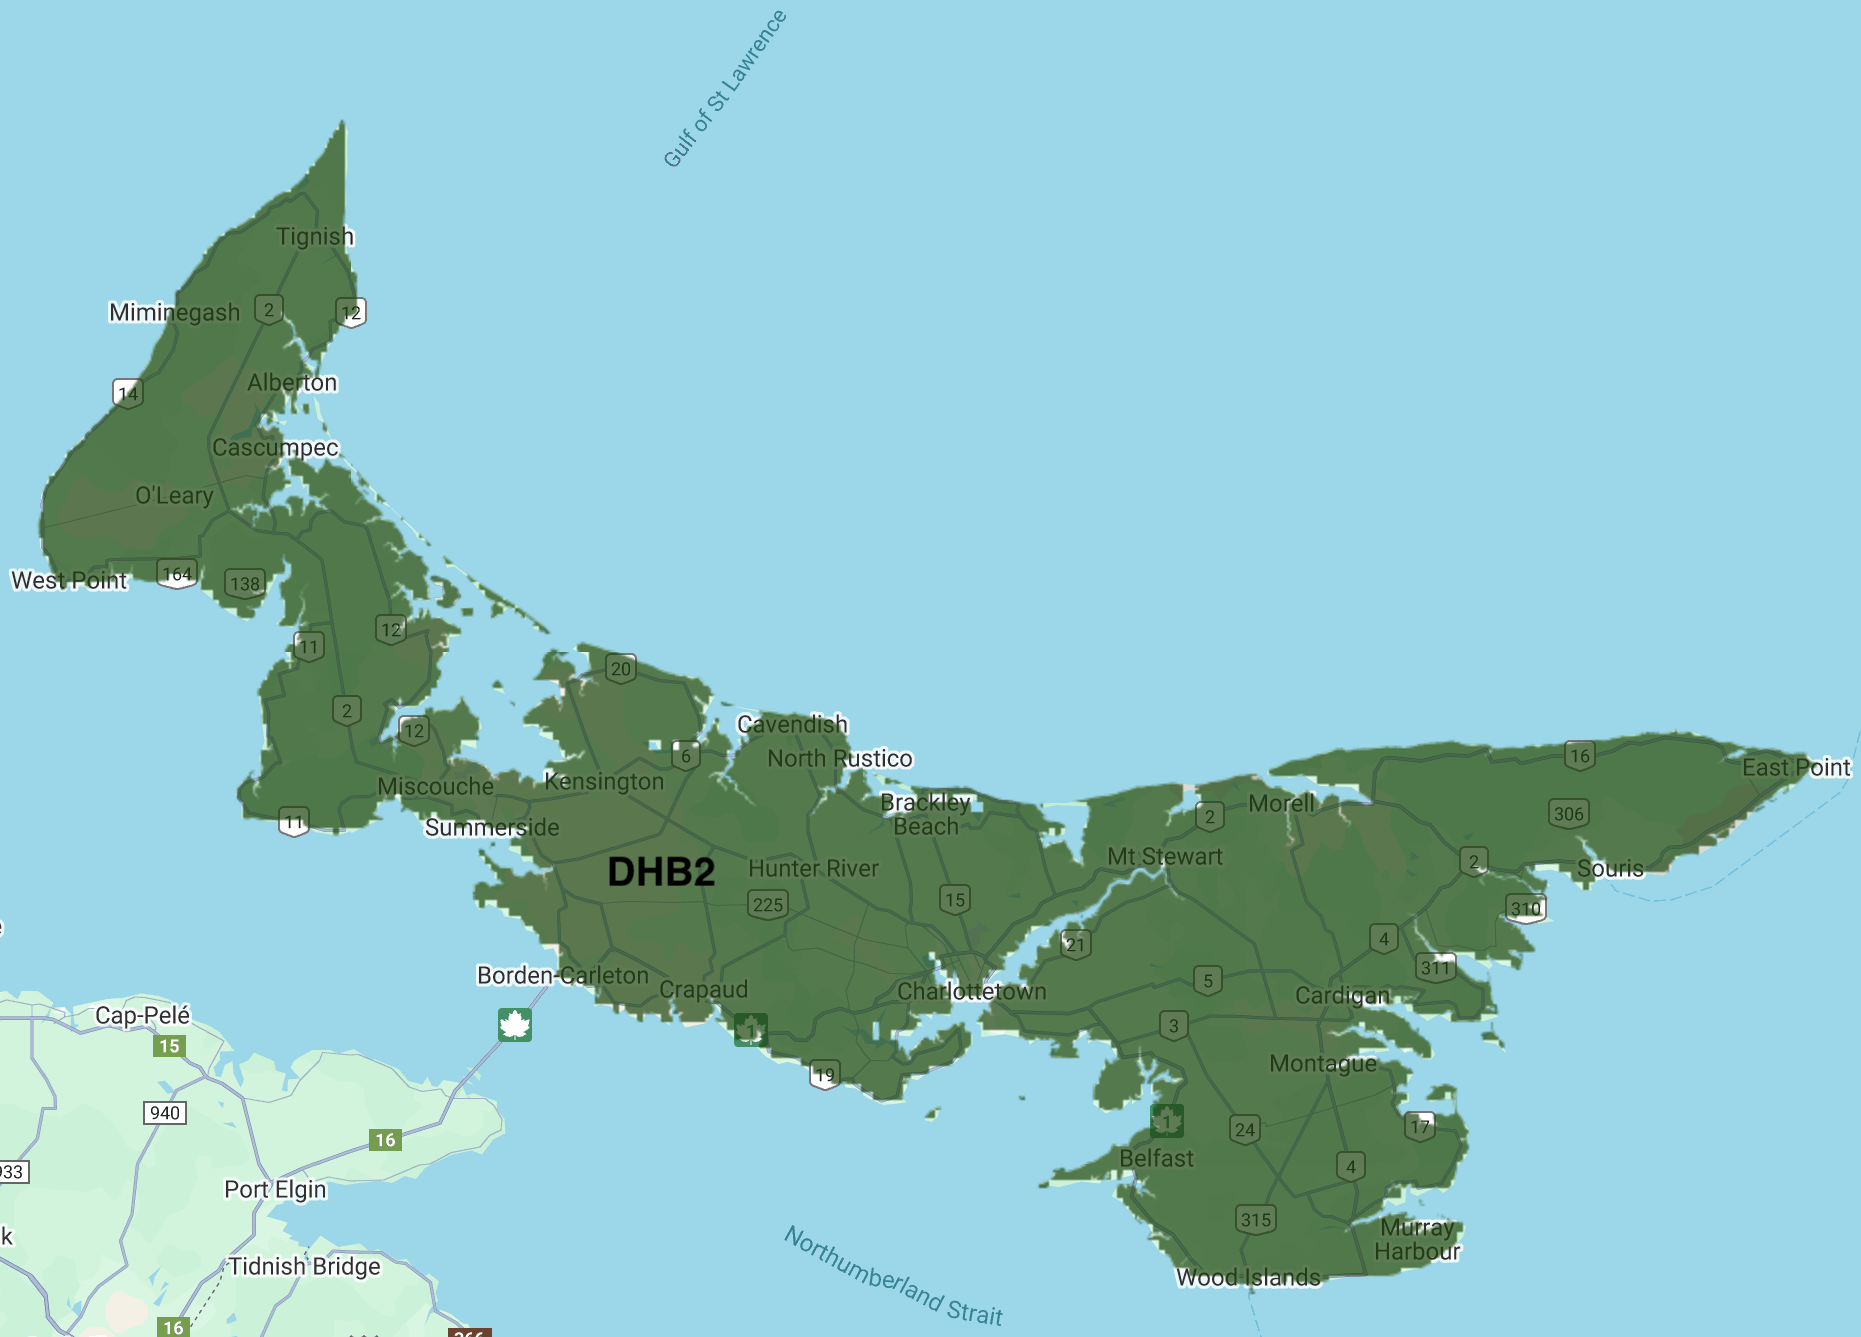 Gulf of St Lawrence
Tignish
Miminegash
2
12
14
Alberton
Cascumpec
O'Leary
West Point
164
138
11
12
20
2
12
Cavendish
6
North Rustico
16
East Point
Miscouche
Kensington
Brackley
Beach
Morell
2
306
11
Summerside
DHB2
Hunter River
Mt Stewart
2
Souris
225
15
310
21
4
311
Borden-Carleton
Crapaud
Charlottetown
5
Cardigan
Cap-Pelé
15
1
3
Montague
19
940
16
1
24
17
933
Belfast
4
Port Elgin
315
Murray
Harbour
k
Northumberland Strait
Tidnish Bridge
Wood Islands
16